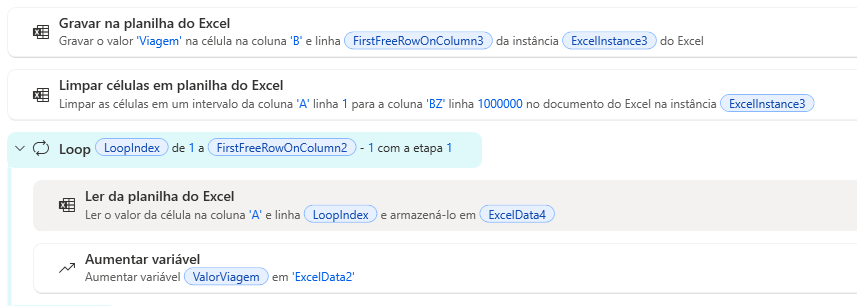 Gravar na planilha do Excel
Gravar o valor 'Viagem' na célula na coluna 'B' e linha FirstFreeRowOnColumn3 da instância ExcelInstance3 do Excel
Limpar células em planilha do Excel
Limpar as células em um intervalo da coluna 'A' linha 1 para a coluna 'BZ' linha 1000000 no documento do Excel na instância ExcelInstance3
Loop LoopIndex de 1 a FirstFreeRowOnColumn2 - 1 com a etapa 1
Ler da planilha do Excel
Ler o valor da célula na coluna 'A' e linha LoopIndex e armazená-lo em ExcelData4
Aumentar variável
Aumentar variável ValorViagem em 'ExcelData2'